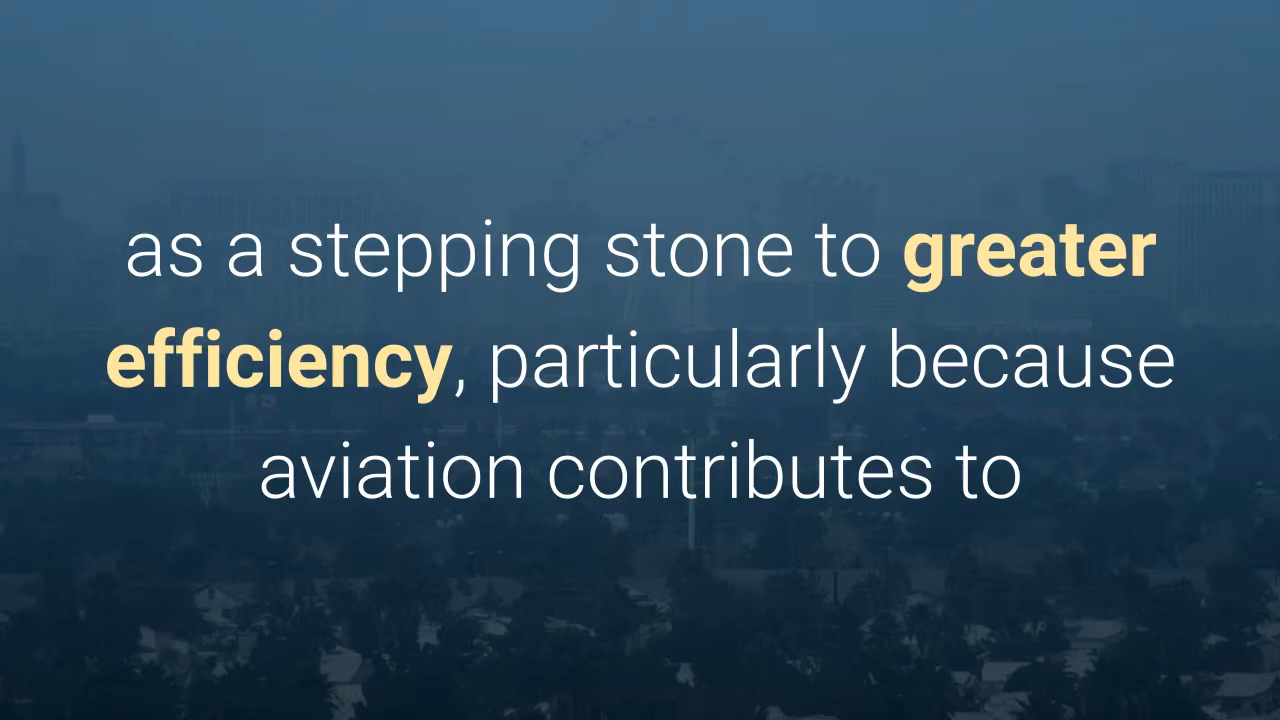 as a stepping stone to greater
efficiency, particularly because
aviation contributes to